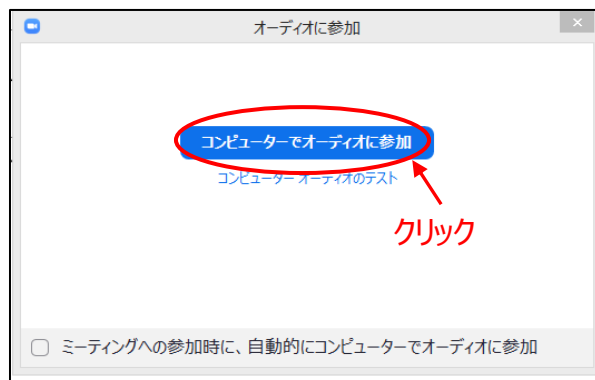 オーディオに参加
コンピューターでオーディオに参加
コンピューター オーディオのテスト
クリック
ミーティングへの参加時に、自動的にコンピューターでオーディオに参加